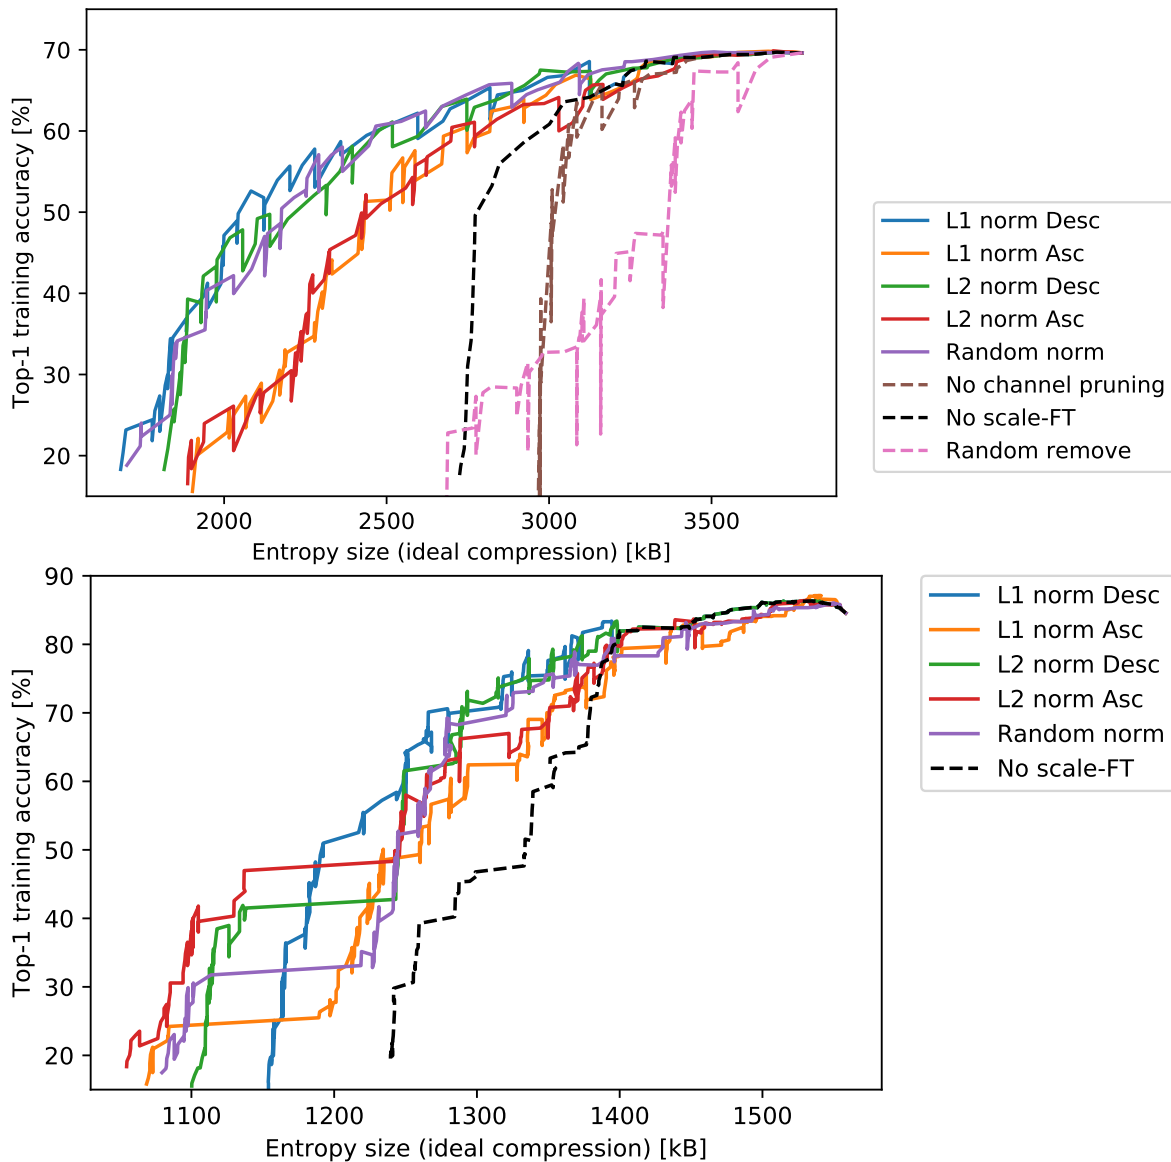 70
60
50
40
30
20
Top-1 training accuracy [%]
2000 2500 3000 3500
Entropy size (ideal compression) [kB]
L1 norm Desc
L1 norm Asc
L2 norm Desc
L2 norm Asc
Random norm
No channel pruning
No scale-FT
Random remove
90
80
70
60
50
40
30
20
Top-1 training accuracy [%]
1100 1200 1300 1400 1500
Entropy size (ideal compression) [kB]
L1 norm Desc
L1 norm Asc
L2 norm Desc
L2 norm Asc
Random norm
No scale-FT